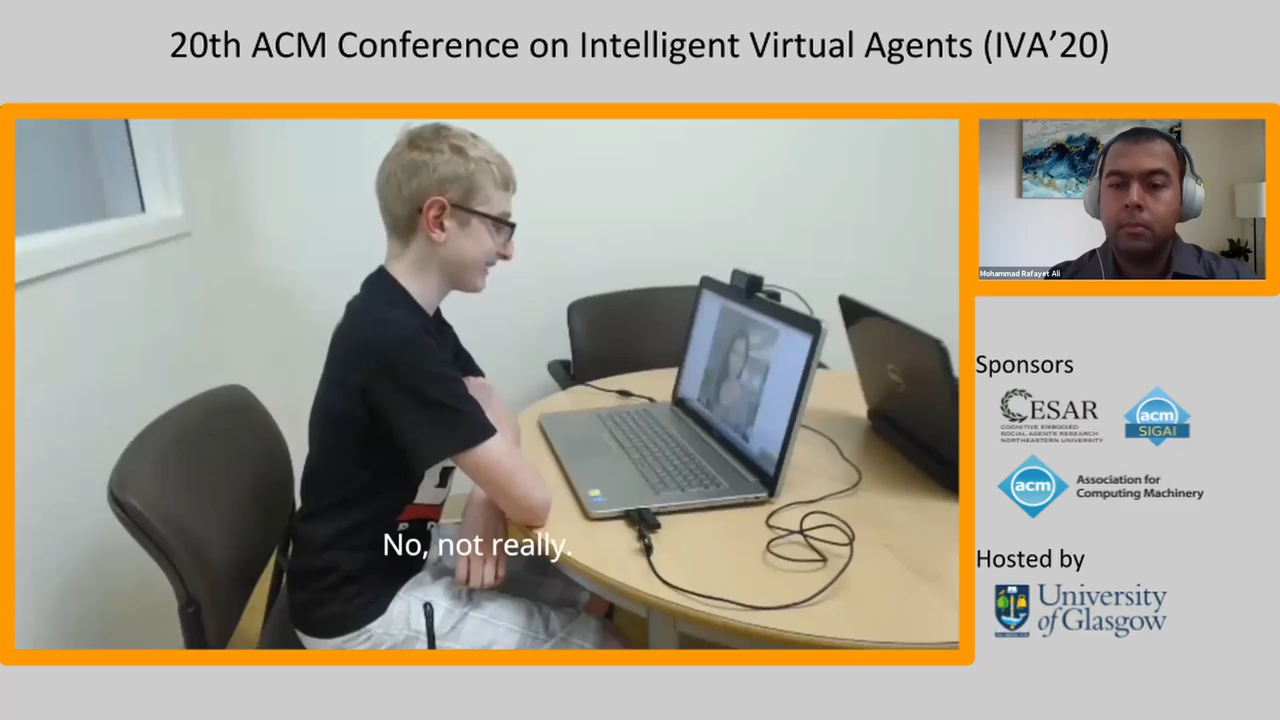 20th ACM Conference on Intelligent Virtual Agents (IVA’20)
No, not really.
Mohammad Rafayet Ali
Sponsors
CESAR
COGNITIVE EMBODIED
SOCIAL AGENTS RESEARCH
NORTHEASTERN UNIVERSITY
acm
SIGAI
acm
Association for
Computing Machinery
Hosted by
University
of Glasgow